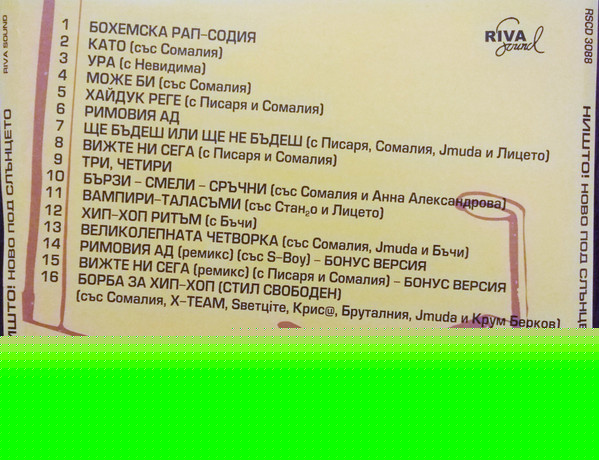 RIVA SOUND
НИШТО! НОВО ПОД СЛЪНЦЕТО
1 БОХЕМСКА РАП-СОДИЯ
2 КАТО (със Сомалия)
3 УРА (с Невидима)
4 МОЖЕ БИ (със Сомалия)
5 ХАЙДУК РЕГЕ (с Писаря и Сомалия)
6 РИМОВИЯ АД
7 ЩЕ БЪДЕШ ИЛИ ЩЕ НЕ БЪДЕШ (с Писаря, Сомалия, Jmuda и Лицето)
8 ВИЖТЕ НИ СЕГА (с Писаря и Сомалия)
9 ТРИ, ЧЕТИРИ
10 БЪРЗИ - СМЕЛИ - СРЪЧНИ (със Сомалия и Анна Александрова)
11 ВАМПИРИ-ТАЛАСЪМИ (със Стан₂о и Лицето)
12 ХИП-ХОП РИТЪМ (с Бъчи)
13 ВЕЛИКОЛЕПНАТА ЧЕТВОРКА (със Сомалия, Jmuda и Бъчи)
14 РИМОВИЯ АД (ремикс) (със S-Boy) - БОНУС ВЕРСИЯ
15 ВИЖТЕ НИ СЕГА (ремикс) (с Писаря и Сомалия) - БОНУС ВЕРСИЯ
16 БОРБА ЗА ХИП-ХОП (СТИЛ СВОБОДЕН)
(със Сомалия, X-TEAM, Sветците, Крис@, Бруталния, Jmuda и Крум Берков)
RIVA
Sound
RSCD 3088
НИШТО! НОВО ПОД СЛЪНЦЕ